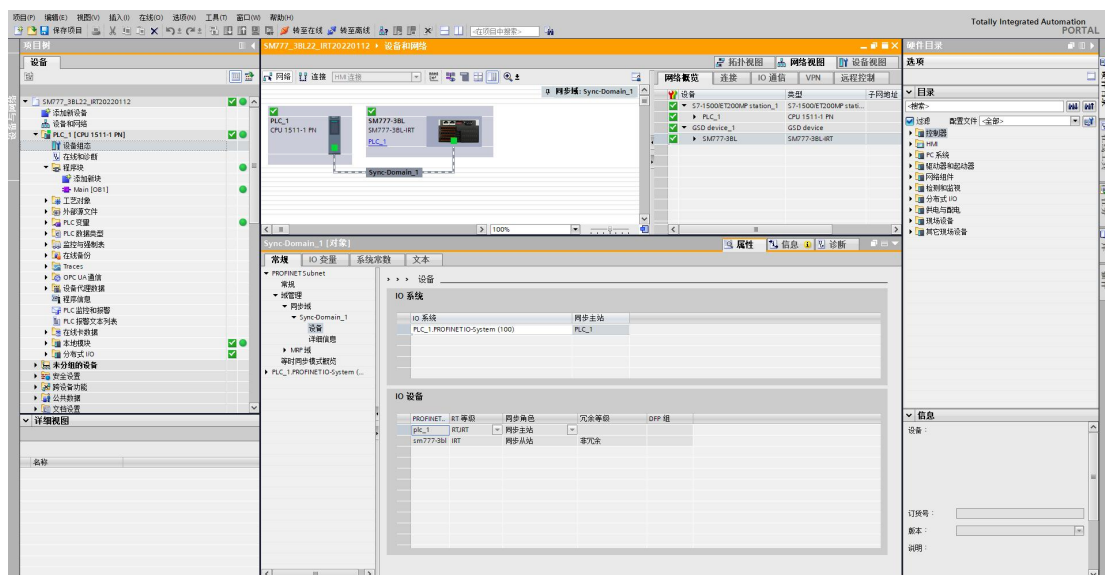 项目(P) 编辑(E) 视图(V) 插入(I) 在线(O) 选项(N) 工具(T) 窗口(W) 帮助(H)
Totally Integrated Automation
PORTAL
保存项目 转至在线 转至离线 <在项目中搜索>
项目树
SM777_3BL22_IRT20220112 设备和网络
硬件目录
设备
拓扑视图 网络视图 设备视图
选项
网络 连接 HMI 连接
网络概览 连接 IO 通信 VPN 远程控制
同步域: Sync-Domain_1
目录
SM777_3BL22_IRT20220112
添加新设备
设备和网络
PLC_1 [CPU 1511-1 PN]
设备组态
在线和诊断
程序块
添加新块
Main [OB1]
工艺对象
外部源文件
PLC 变量
PLC 数据类型
监控与强制表
在线备份
Traces
OPC UA 通信
设备代理数据
程序信息
PLC 监控和报警
PLC 报警文本列表
在线卡数据
本地模块
分布式 I/O
未分组的设备
安全设置
跨设备功能
公共数据
文档设置
详细视图
名称
PLC_1
CPU 1511-1 PN
SM777-3BL
SM777-3BL-IRT
PLC_1
Sync-Domain_1
100%
设备 类型 子网地址
S7-1500/ET200MP station_1 S7-1500/ET200MP stati...
PLC_1 CPU 1511-1 PN
GSD device_1 GSD device
SM777-3BL SM777-3BL-IRT
<搜索>
过滤 配置文件 <全部>
控制器
HMI
PC 系统
驱动器和起动器
网络组件
检测和监视
分布式 I/O
供电与配电
现场设备
其它现场设备
Sync-Domain_1 [对象]
属性 信息 诊断
常规 IO 变量 系统常数 文本
PROFINET Subnet
常规
域管理
同步域
Sync-Domain_1
设备
详细信息
MRP 域
等时同步模式概览
PLC_1.PROFINET IO-System (...
> > > 设备
IO 系统
IO 系统 同步主站
PLC_1.PROFINET IO-System (100) PLC_1
IO 设备
PROFINET.. RT 等级 同步角色 冗余等级 DFP 组
plc_1 RT,IRT 同步主站
sm777-3bl IRT 同步从站 非冗余
信息
设备：
订货号：
版本：
说明：